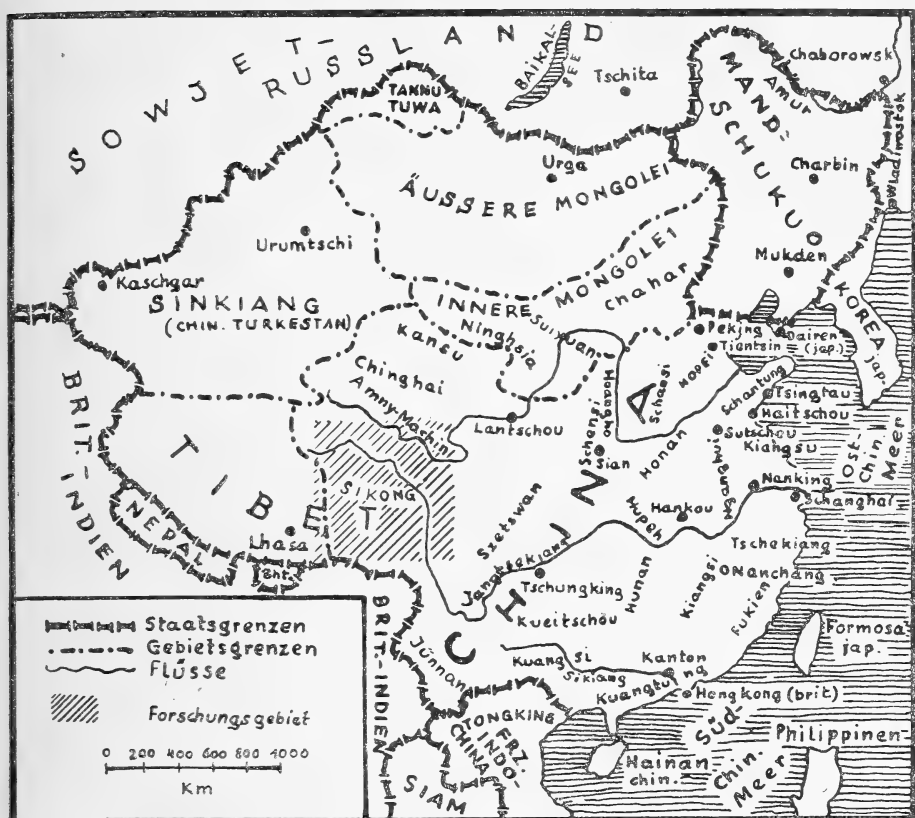 SOWJET-
RUSSLAND
BAIKAL-
SEE
Tschita
Chaborowsk
Amur
MAND-
SCHUKUO
TANNU
TUWA
Urga
ÄUSSERE MONGOLEI
Charbin
Urumtschi
Mukden
Kaschgar
SINKIANG
(CHIN. TURKESTAN)
INNERE
MONGOLEI
Chahar
Suiyuan
Ninghsia
Kansu
KOREA
jap.
Peking
Tiantsin
Dairen
(jap.)
Hopei
Chinghai
Amny-Machin
Lantschou
Hoangho
Schansi
Schensi
Sian
Schantung
Tsingtau
Haitschou
Sutschou
Kiangsu
Honan
Ost-
Chin.
Meer
BRIT.-
INDIEN
TIBET
SIKONG
NEPAL
Lhasa
Bht.
Szetswan
Hupeh
Hankou
Nanking
Schanghai
CHINA
Jangtsekiang
Tschungking
Kueitschou
Hunan
Kiangsi
Nanchang
Tschekiang
Fukien
Staatsgrenzen
Gebietsgrenzen
Flüsse
Forschungsgebiet
0 200 400 600 800 1000
Km
BRIT-INDIEN
Jünnan
Kuangsi
Sikiang
Kanton
Kuangtung
Hongkong (brit)
Formosa
jap.
TONGKING
FRZ.
INDO-
CHINA
SIAM
Hainan
chin.
Süd-
Chin.
Meer
Philippinen